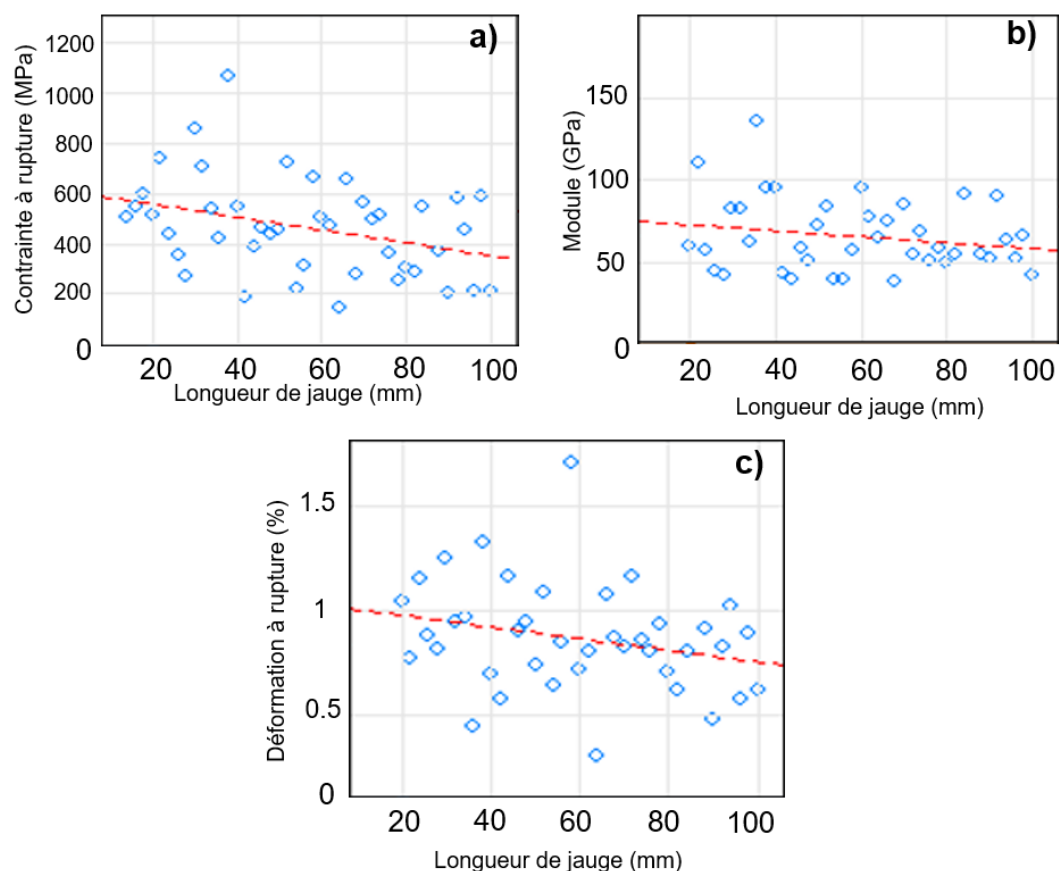 a)
Contrainte à rupture (MPa)
1200
1000
800
600
400
200
0
20 40 60 80 100
Longueur de jauge (mm)
b)
Module (GPa)
150
100
50
0
20 40 60 80 100
Longueur de jauge (mm)
c)
Déformation à rupture (%)
1.5
1
0.5
0
20 40 60 80 100
Longueur de jauge (mm)